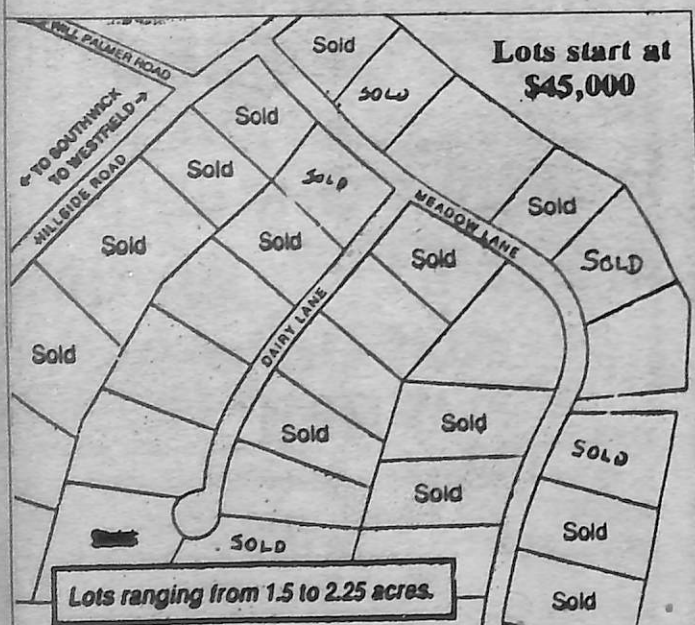 WILL PALMER ROAD
Sold
Lots start at
$45,000
SOLD
Sold
← TO SOUTHWICK
TO WESTFIELD →
HILLSIDE ROAD
Sold
SOLD
MEADOW LANE
Sold
Sold
Sold
Sold
SOLD
DAIRY LANE
Sold
Sold
Sold
SOLD
Sold
SOLD
Sold
Lots ranging from 1.5 to 2.25 acres.
Sold